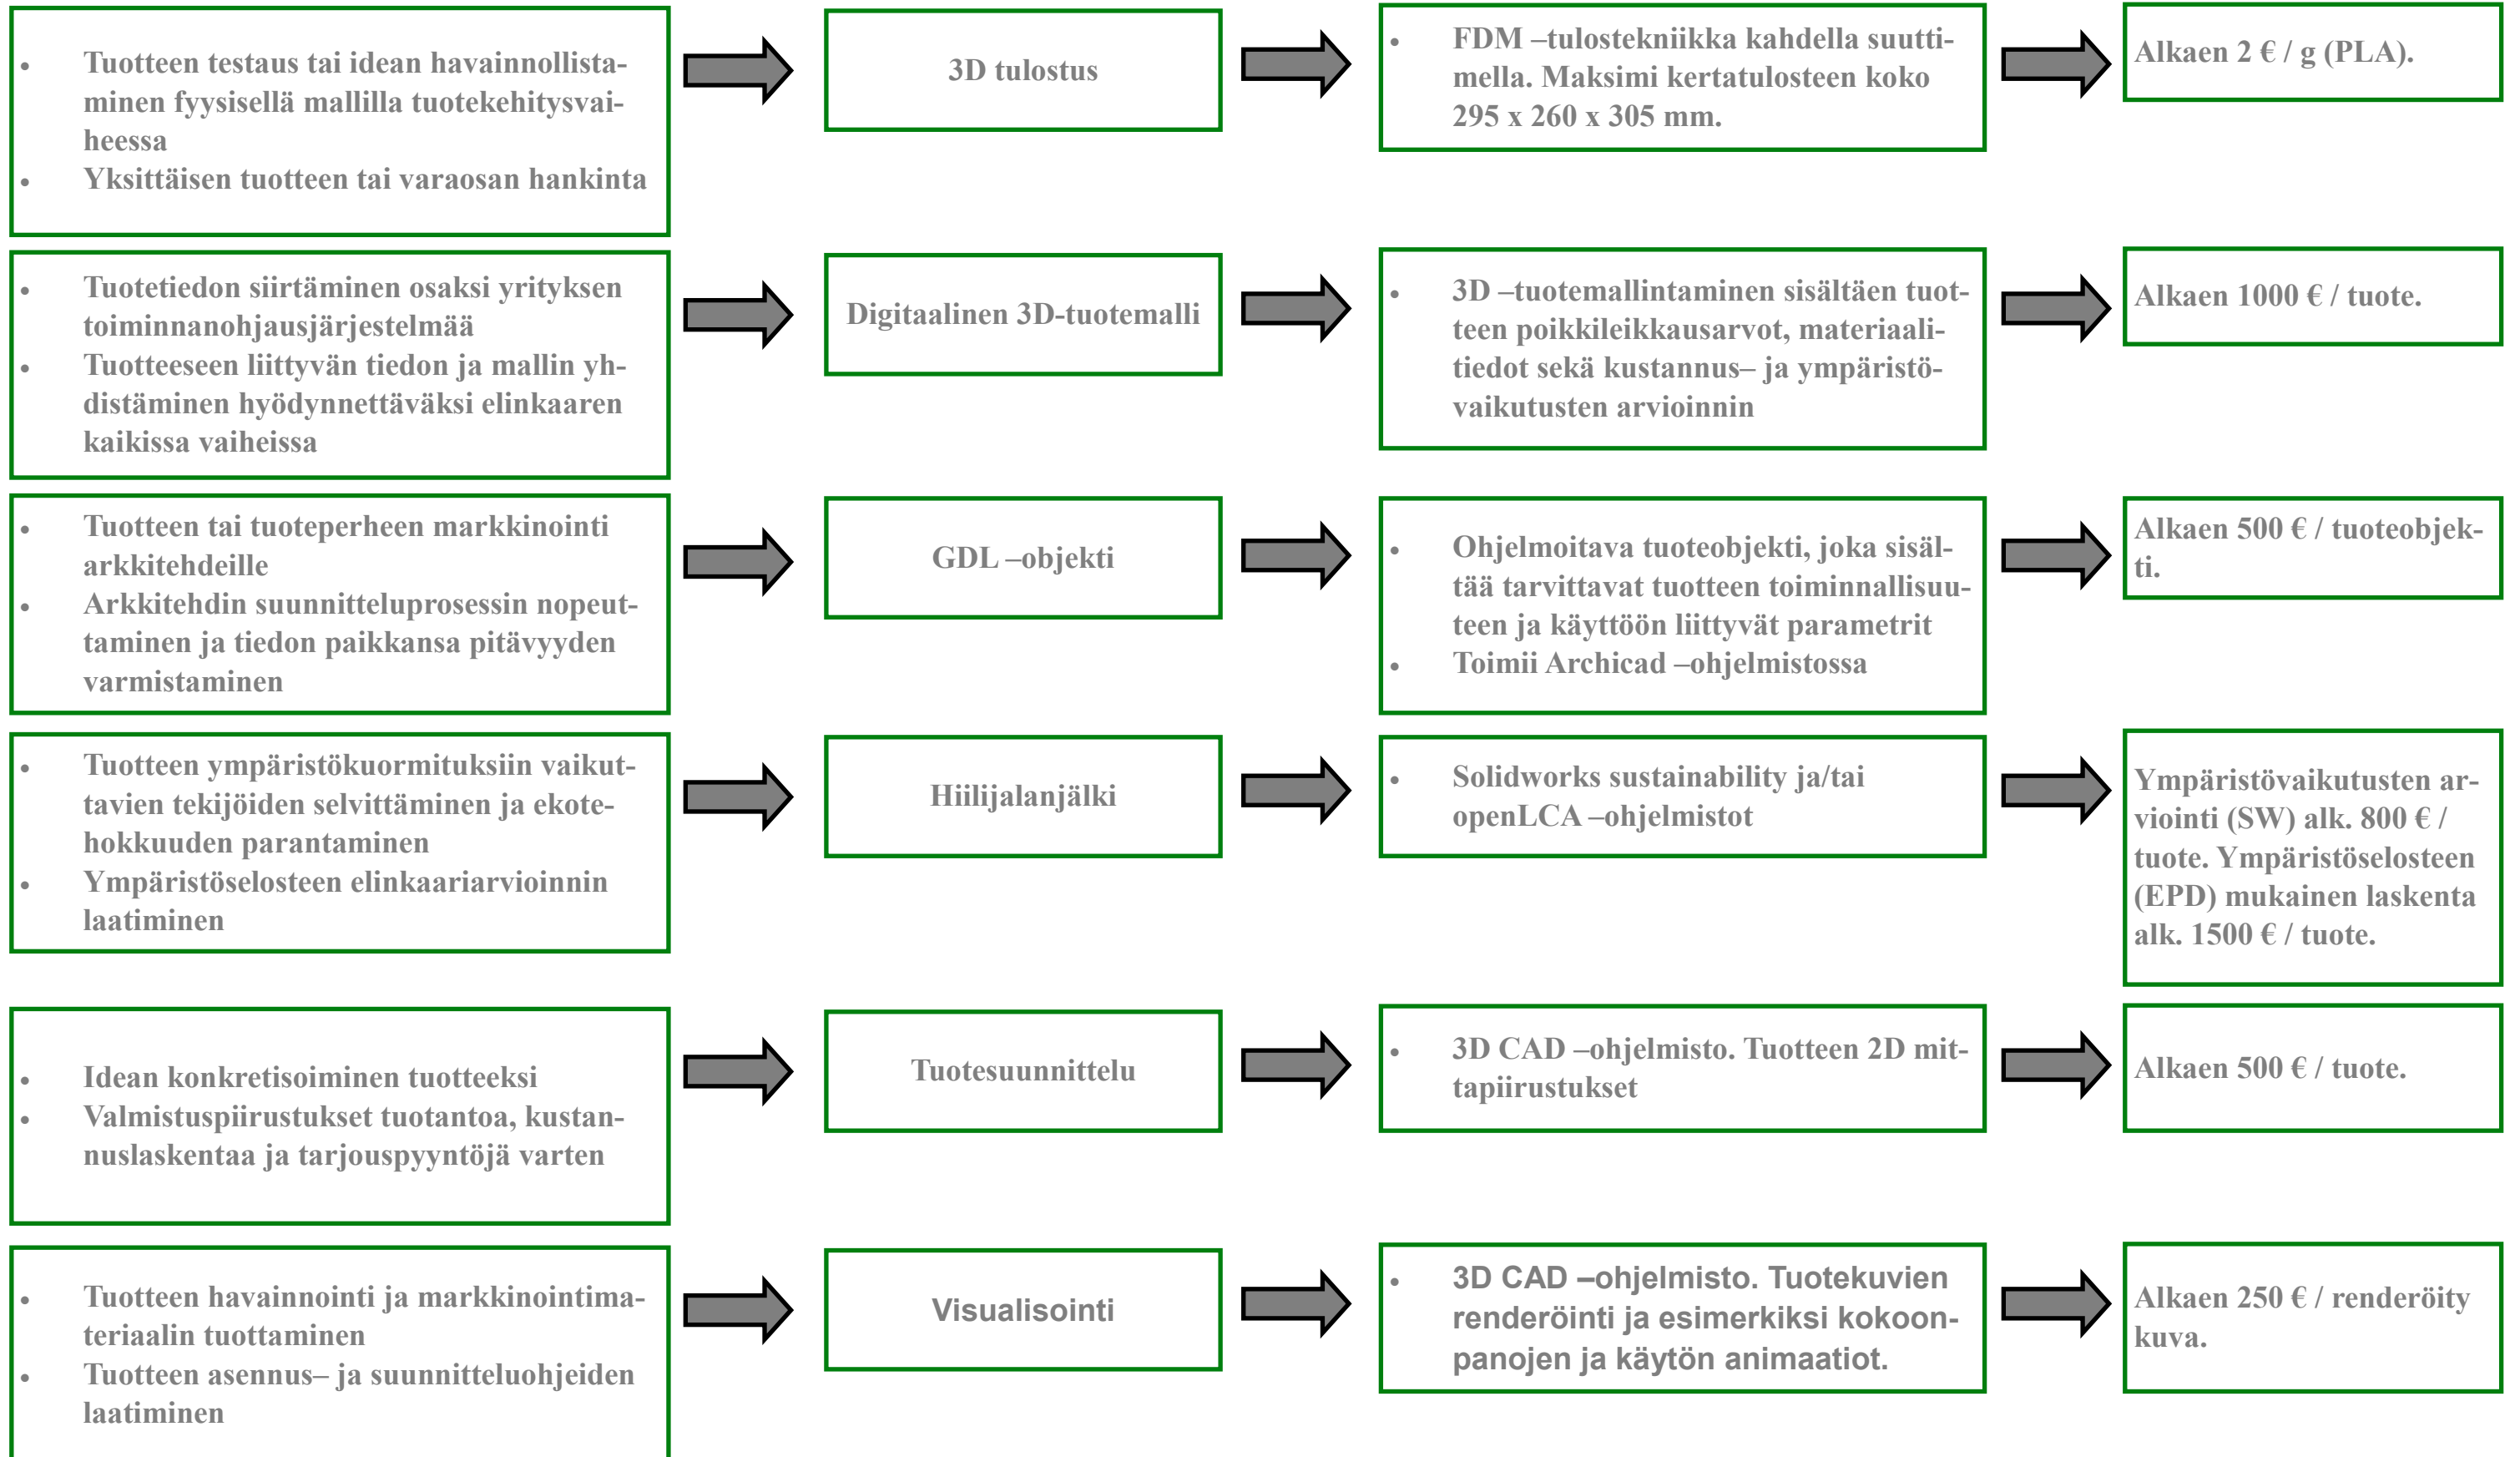 • Tuotteen testaus tai idean havainnollista-
minen fyysisellä mallilla tuotekehitysvai-
heessa
• Yksittäisen tuotteen tai varaosan hankinta
3D tulostus
• FDM –tulostekniikka kahdella suutti-
mella. Maksimi kertatulosteen koko
295 x 260 x 305 mm.
Alkaen 2 € / g (PLA).
• Tuotetiedon siirtäminen osaksi yrityksen
toiminnanohjausjärjestelmää
• Tuotteeseen liittyvän tiedon ja mallin yh-
distäminen hyödynnettäväksi elinkaaren
kaikissa vaiheissa
Digitaalinen 3D-tuotemalli
• 3D –tuotemallintaminen sisältäen tuot-
teen poikkileikkausarvot, materiaali-
tiedot sekä kustannus– ja ympäristö-
vaikutusten arvioinnin
Alkaen 1000 € / tuote.
• Tuotteen tai tuoteperheen markkinointi
arkkitehdeille
• Arkkitehdin suunnitteluprosessin nopeut-
taminen ja tiedon paikkansa pitävyyden
varmistaminen
GDL –objekti
• Ohjelmoitava tuoteobjekti, joka sisäl-
tää tarvittavat tuotteen toiminnallisuu-
teen ja käyttöön liittyvät parametrit
• Toimii Archicad –ohjelmistossa
Alkaen 500 € / tuoteobjek-
ti.
• Tuotteen ympäristökuormituksiin vaikut-
tavien tekijöiden selvittäminen ja ekote-
hokkuuden parantaminen
• Ympäristöselosteen elinkaariarvioinnin
laatiminen
Hiilijalanjälki
• Solidworks sustainability ja/tai
openLCA –ohjelmistot
Ympäristövaikutusten ar-
viointi (SW) alk. 800 € /
tuote. Ympäristöselosteen
(EPD) mukainen laskenta
alk. 1500 € / tuote.
• Idean konkretisoiminen tuotteeksi
• Valmistuspiirustukset tuotantoa, kustan-
nuslaskentaa ja tarjouspyyntöjä varten
Tuotesuunnittelu
• 3D CAD –ohjelmisto. Tuotteen 2D mit-
tapiirustukset
Alkaen 500 € / tuote.
• Tuotteen havainnointi ja markkinointima-
teriaalin tuottaminen
• Tuotteen asennus– ja suunnitteluohjeiden
laatiminen
Visualisointi
• 3D CAD –ohjelmisto. Tuotekuvien
renderöinti ja esimerkiksi kokoon-
panojen ja käytön animaatiot.
Alkaen 250 € / renderöity
kuva.